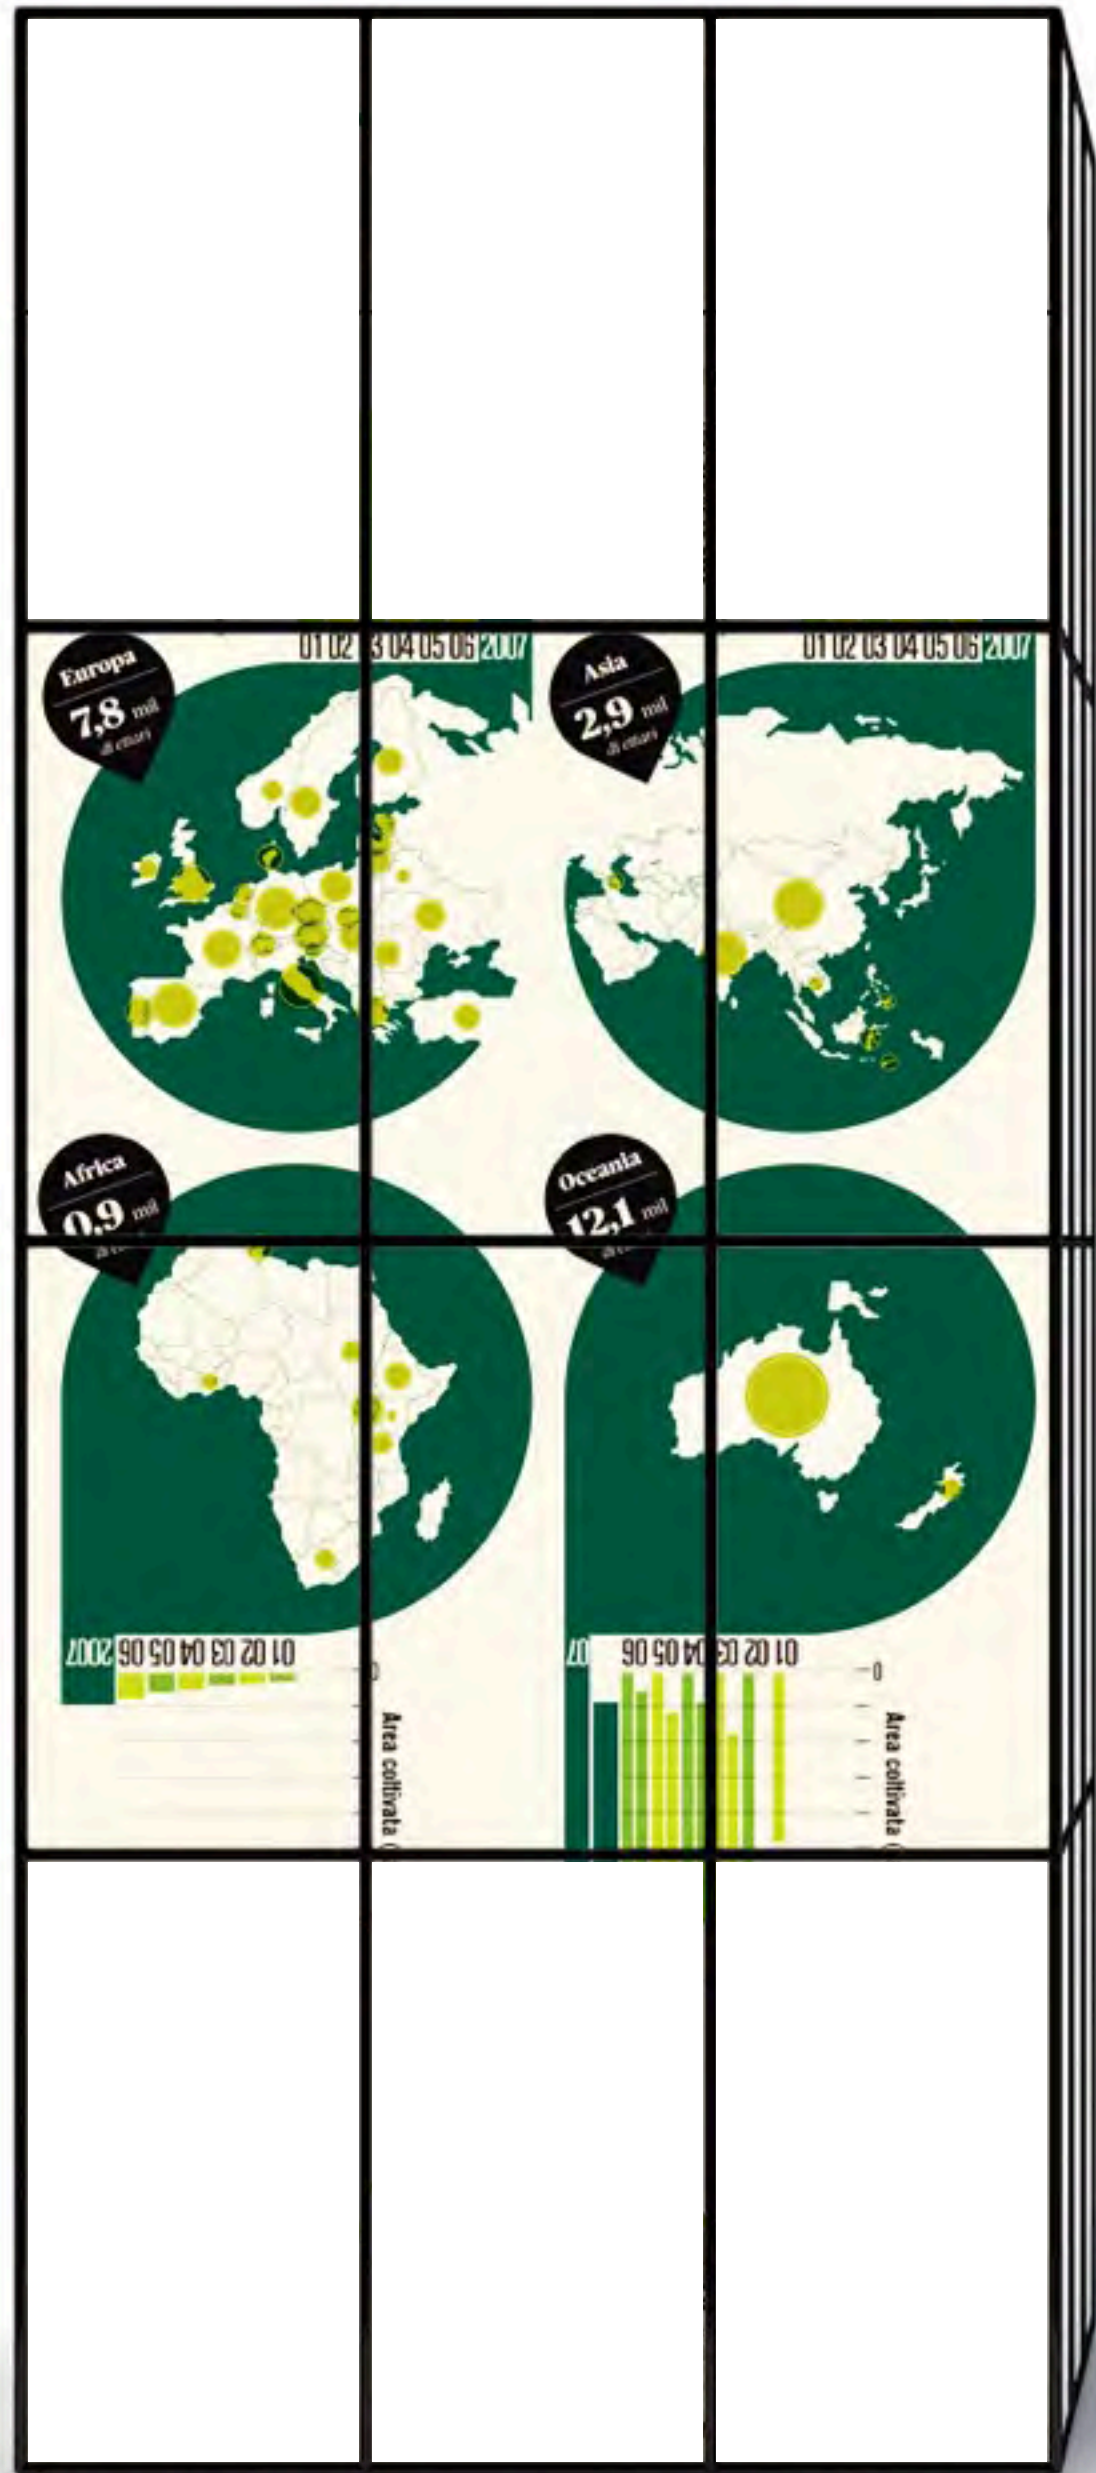 Europa
7,8 mil
di ettari
01 02 03 04 05 06 2007
Asia
2,9 mil
di ettari
01 02 03 04 05 06 2007
Africa
0,9 mil
Oceania
12,1 mil
2007 06 05 04 03 02 01
0
Area coltivata (
07 06 05 04 03 02 01
0
Area coltivata (